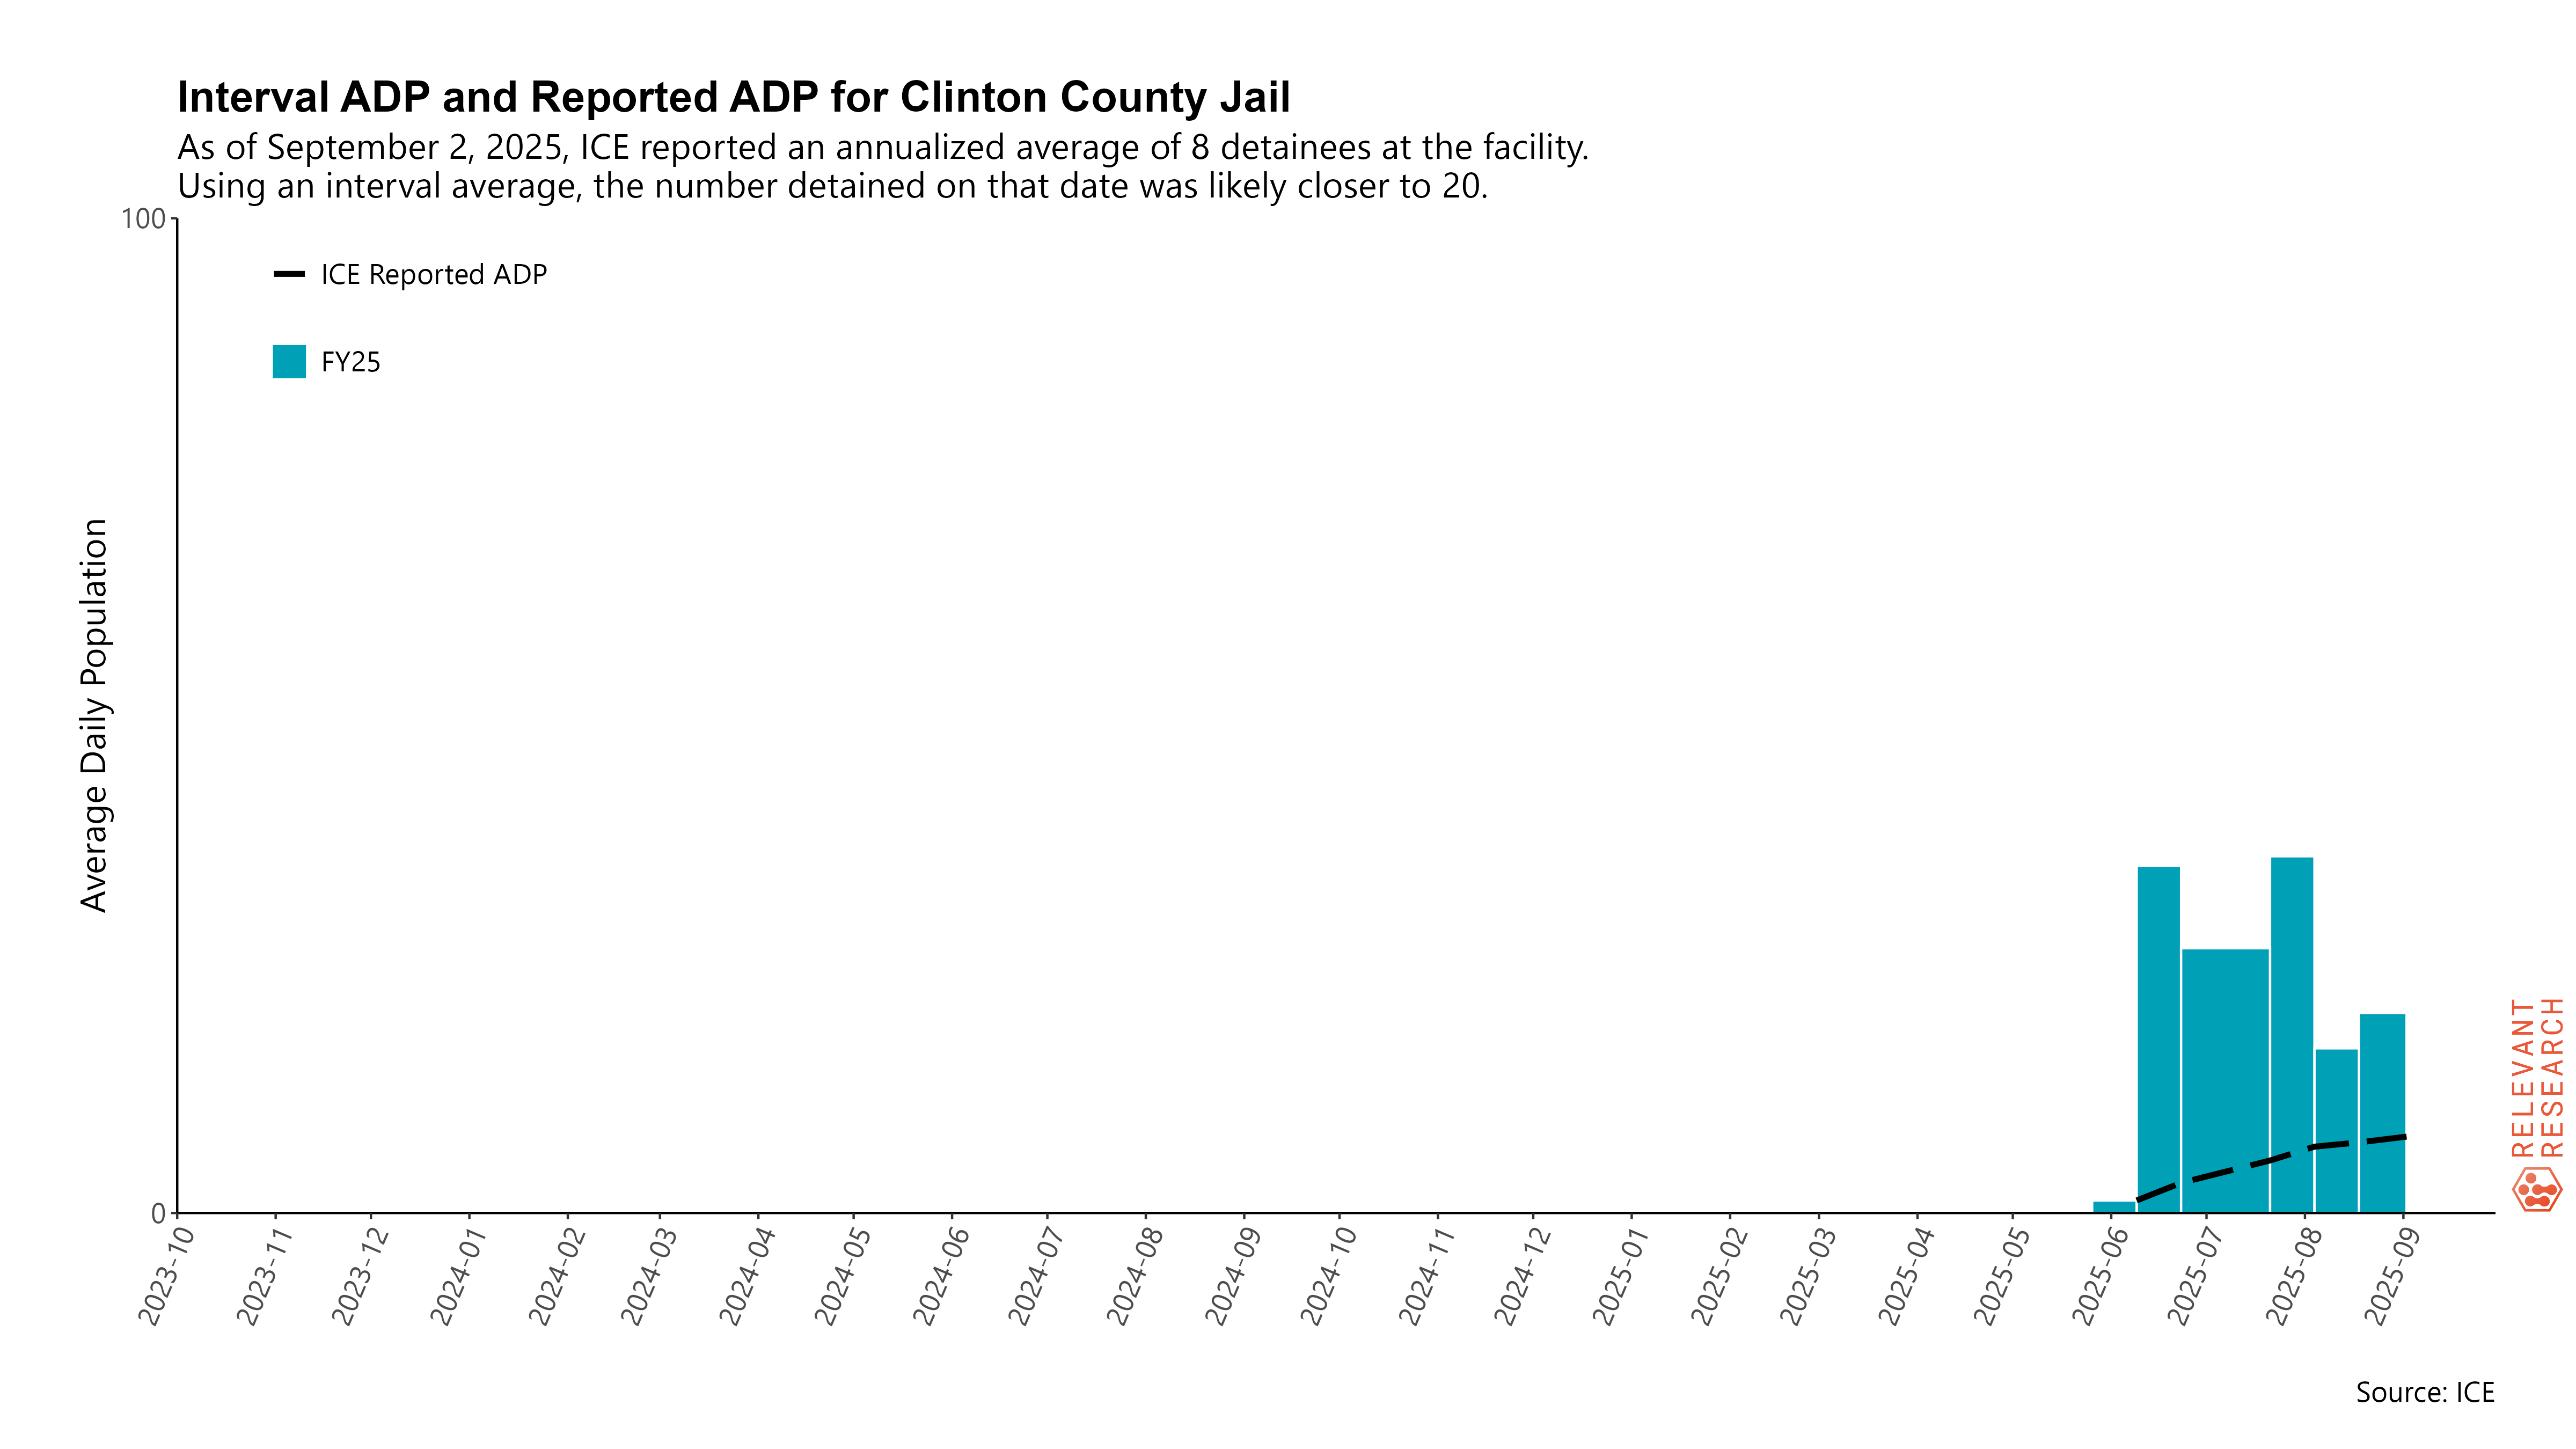 Interval ADP and Reported ADP for Clinton County Jail
As of September 2, 2025, ICE reported an annualized average of 8 detainees at the facility.
Using an interval average, the number detained on that date was likely closer to 20.
100
ICE Reported ADP
FY25
Average Daily Population
0
2023-10
2023-11
2023-12
2024-01
2024-02
2024-03
2024-04
2024-05
2024-06
2024-07
2024-08
2024-09
2024-10
2024-11
2024-12
2025-01
2025-02
2025-03
2025-04
2025-05
2025-06
2025-07
2025-08
2025-09
RELEVANT
RESEARCH
Source: ICE